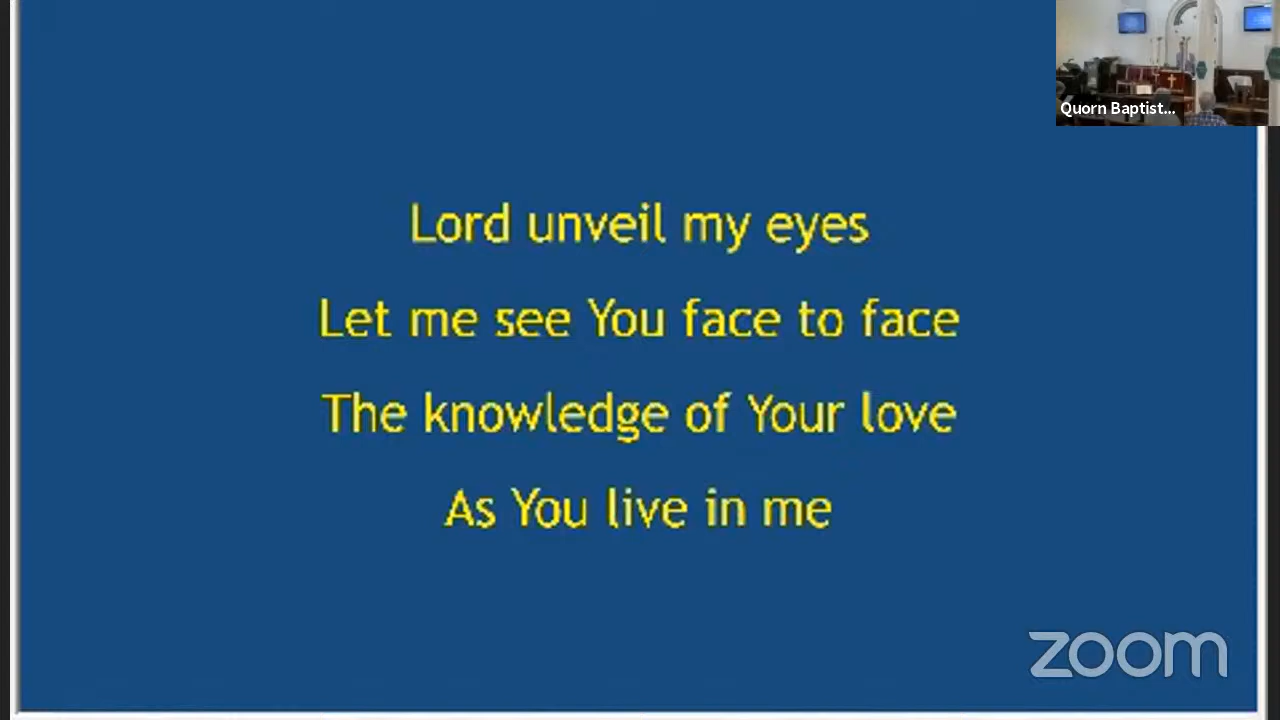 Quorn Baptist...
Lord unveil my eyes
Let me see You face to face
The knowledge of Your love
As You live in me
zoom